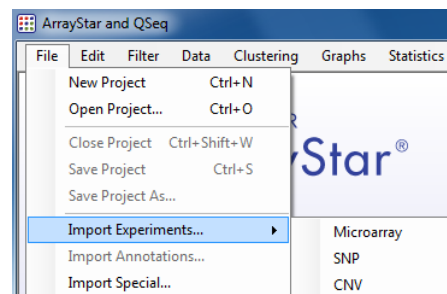 ArrayStar and QSeq
File Edit Filter Data Clustering Graphs Statistics
New Project Ctrl+N
Open Project... Ctrl+O
Close Project Ctrl+Shift+W
Save Project Ctrl+S
Save Project As...
Import Experiments...
Import Annotations...
Import Special...
R
yStar®
Microarray
SNP
CNV